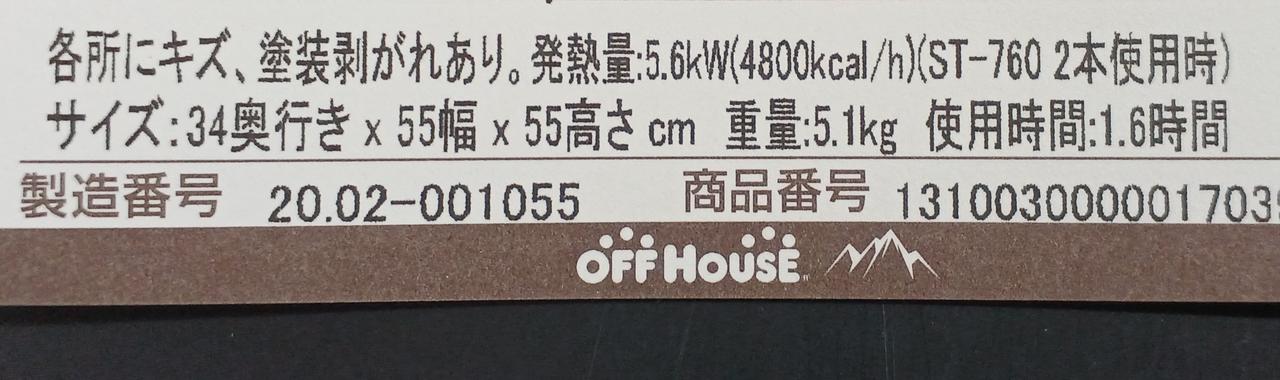 各所にキズ、塗装剥がれあり。発熱量:5.6kW(4800kcal/h)(ST-760 2本使用時)
サイズ:34奥行き x 55幅 x 55高さ cm 重量:5.1kg 使用時間:1.6時間
製造番号 20.02-001055 商品番号 131003000001703
OFF HOUSE